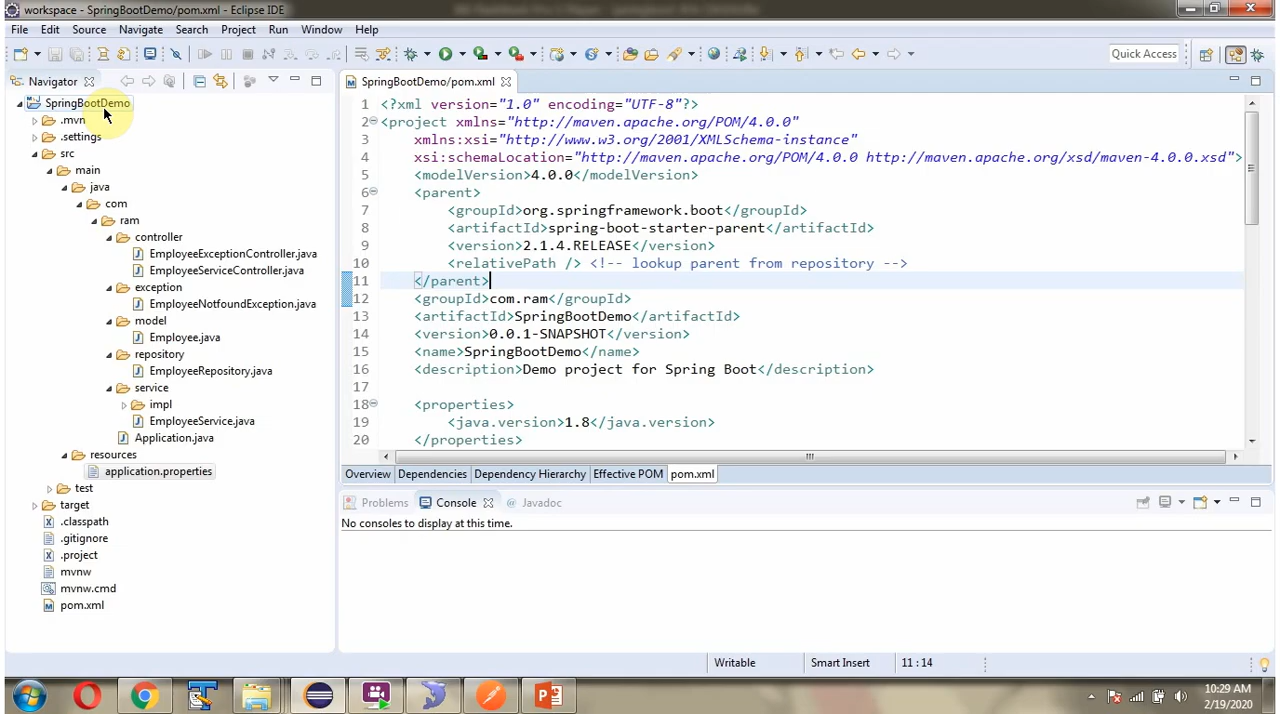 workspace - SpringBootDemo/pom.xml - Eclipse IDE
File Edit Source Navigate Search Project Run Window Help
Quick Access
Navigator
SpringBootDemo
.mvn
.settings
src
main
java
com
ram
controller
EmployeeExceptionController.java
EmployeeServiceController.java
exception
EmployeeNotfoundException.java
model
Employee.java
repository
EmployeeRepository.java
service
impl
EmployeeService.java
Application.java
resources
application.properties
test
target
.classpath
.gitignore
.project
mvnw
mvnw.cmd
pom.xml
SpringBootDemo/pom.xml
1 <?xml version="1.0" encoding="UTF-8"?>
2 <project xmlns="http://maven.apache.org/POM/4.0.0"
3 xmlns:xsi="http://www.w3.org/2001/XMLSchema-instance"
4 xsi:schemaLocation="http://maven.apache.org/POM/4.0.0 http://maven.apache.org/xsd/maven-4.0.0.xsd">
5 <modelVersion>4.0.0</modelVersion>
6 <parent>
7 <groupId>org.springframework.boot</groupId>
8 <artifactId>spring-boot-starter-parent</artifactId>
9 <version>2.1.4.RELEASE</version>
10 <relativePath /> <!-- lookup parent from repository -->
11 </parent>
12 <groupId>com.ram</groupId>
13 <artifactId>SpringBootDemo</artifactId>
14 <version>0.0.1-SNAPSHOT</version>
15 <name>SpringBootDemo</name>
16 <description>Demo project for Spring Boot</description>
17
18 <properties>
19 <java.version>1.8</java.version>
20 </properties>
Overview Dependencies Dependency Hierarchy Effective POM pom.xml
Problems Console Javadoc
No consoles to display at this time.
Writable Smart Insert 11 : 14
10:29 AM
2/19/2020